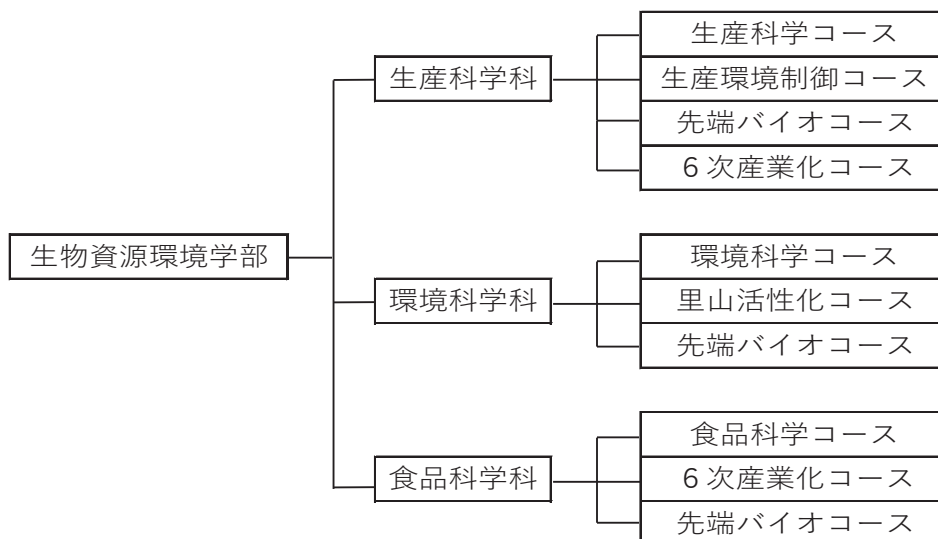 生物資源環境学部
生産科学科
生産科学コース
生産環境制御コース
先端バイオコース
６次産業化コース
環境科学科
環境科学コース
里山活性化コース
先端バイオコース
食品科学科
食品科学コース
６次産業化コース
先端バイオコース